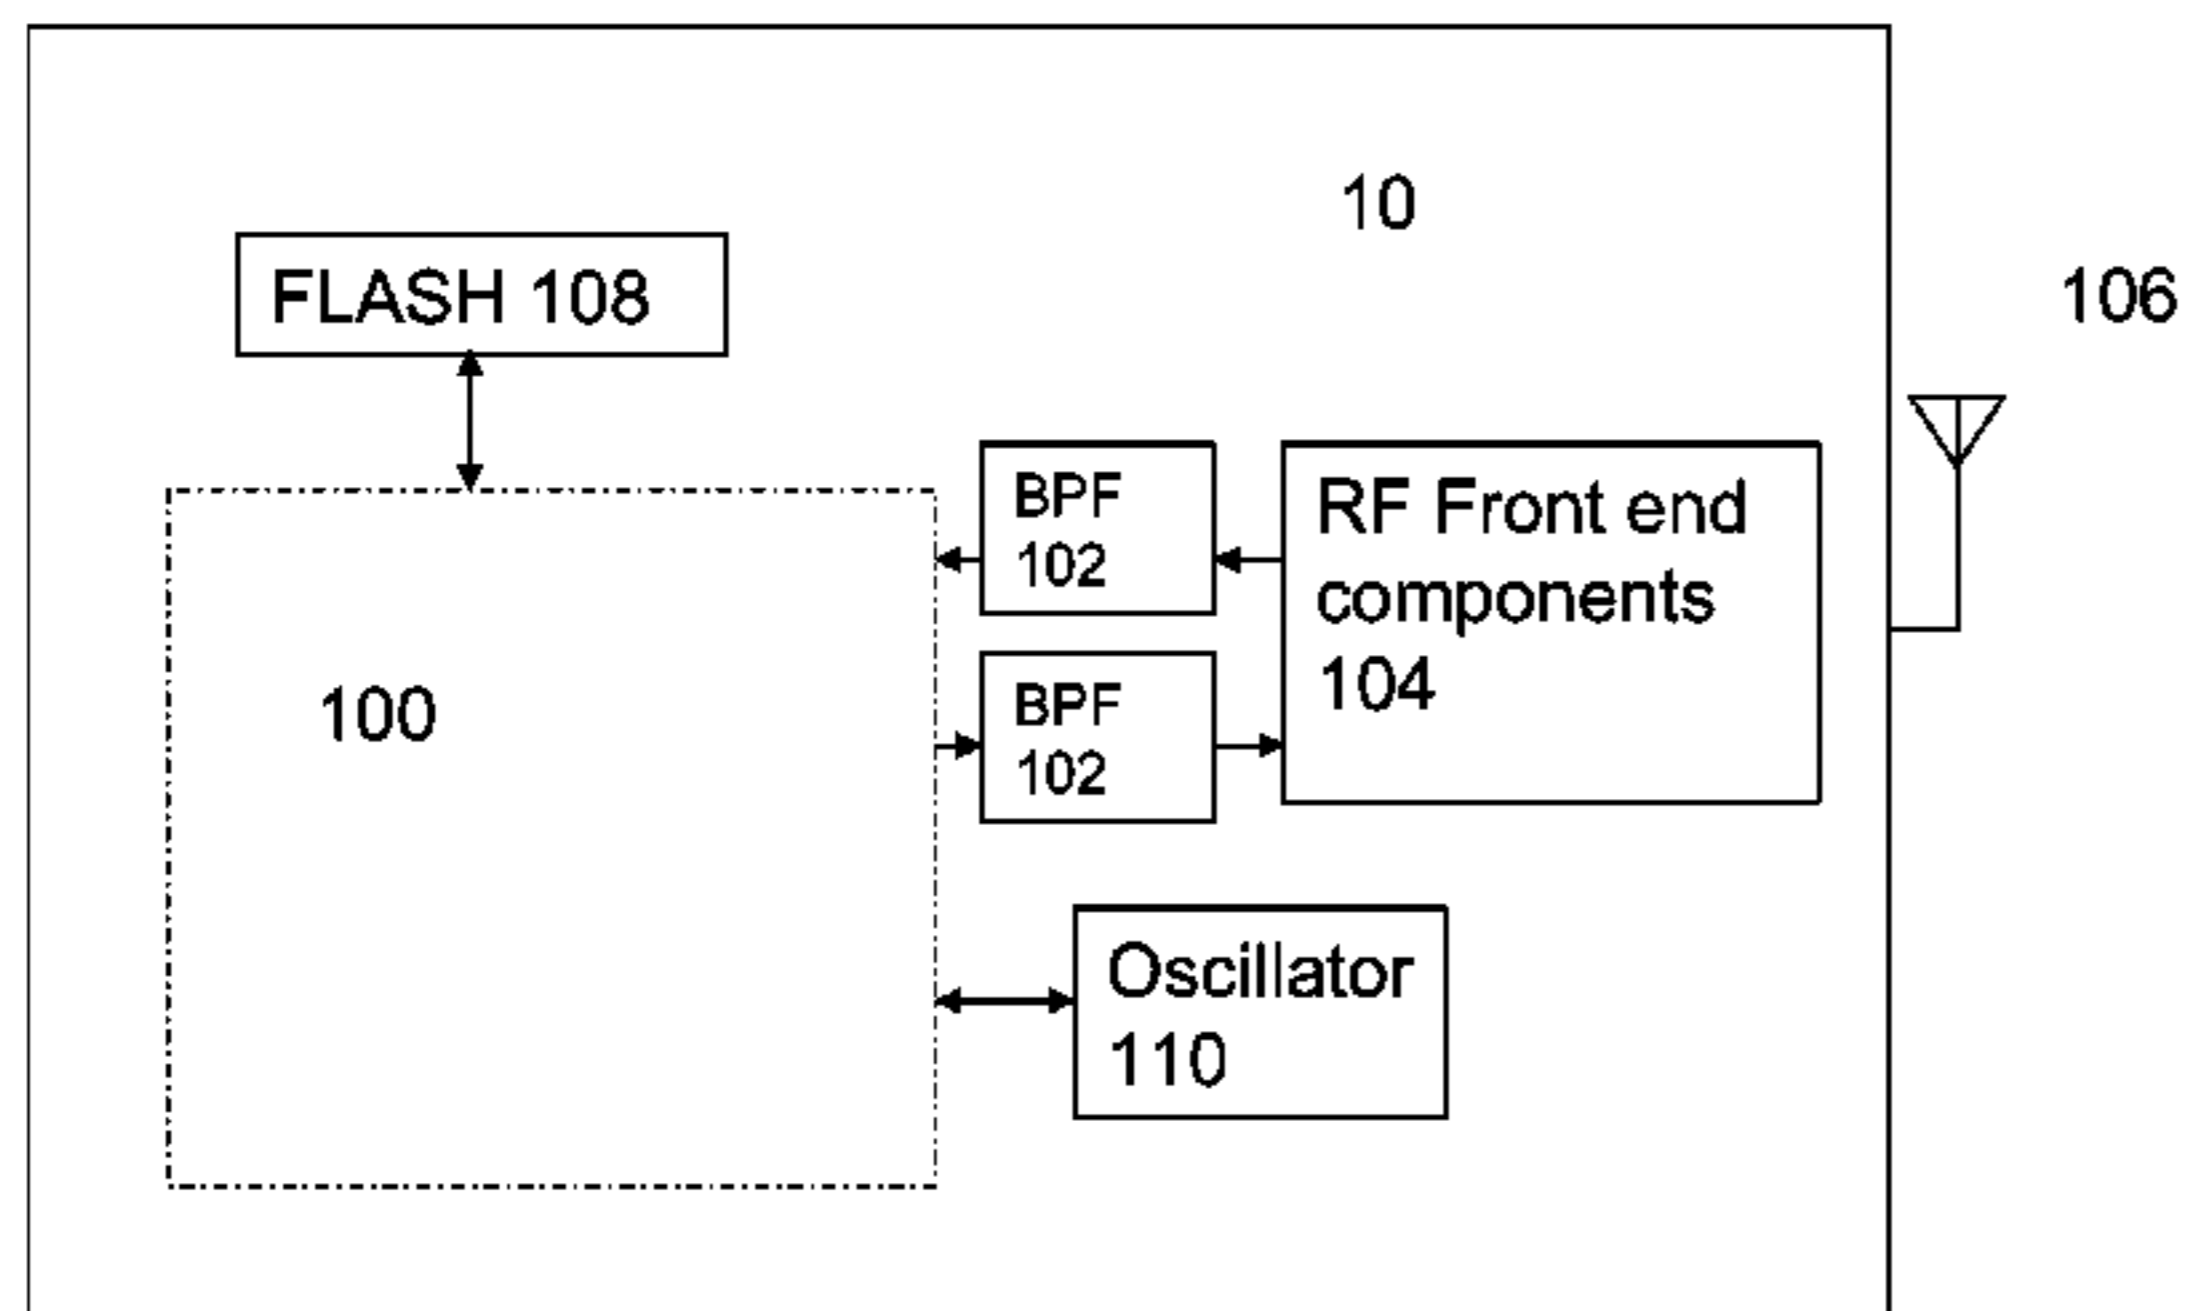 10
FLASH 108
106
BPF
102
RF Front end
components
104
100
BPF
102
Oscillator
110